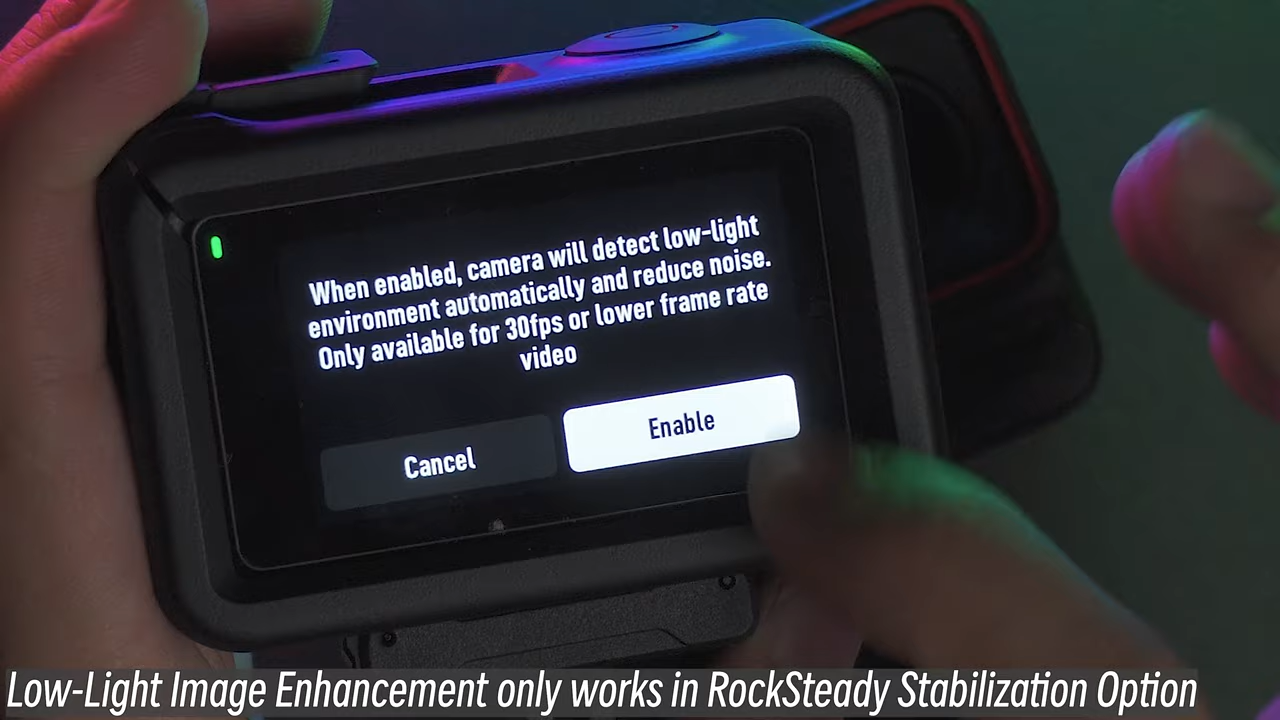 When enabled, camera will detect low-light
environment automatically and reduce noise.
Only available for 30fps or lower frame rate
video
Cancel
Enable
Low-Light Image Enhancement only works in RockSteady Stabilization Option